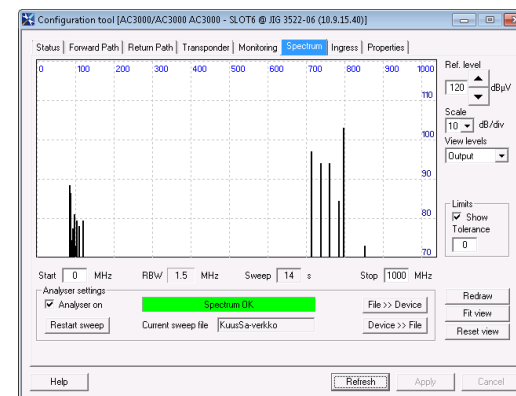 Configuration tool [AC3000/AC3000 AC3000 - SLOT6 @ JIG 3522-06 (10.9.15.40)]
Status Forward Path Return Path Transponder Monitoring Spectrum Ingress Properties
0 100 200 300 400 500 600 700 800 900 1000
110
100
90
80
70
Ref. level
120 dBµV
Scale
10 dB/div
View levels
Output
Limits
Show
Tolerance
0
Start 0 MHz RBW 1.5 MHz Sweep 14 s Stop 1000 MHz
Analyser settings
Analyser on Spectrum OK File >> Device
Restart sweep Current sweep file KuusSa-verkko Device >> File
Redraw
Fit view
Reset view
Help Refresh Apply Cancel